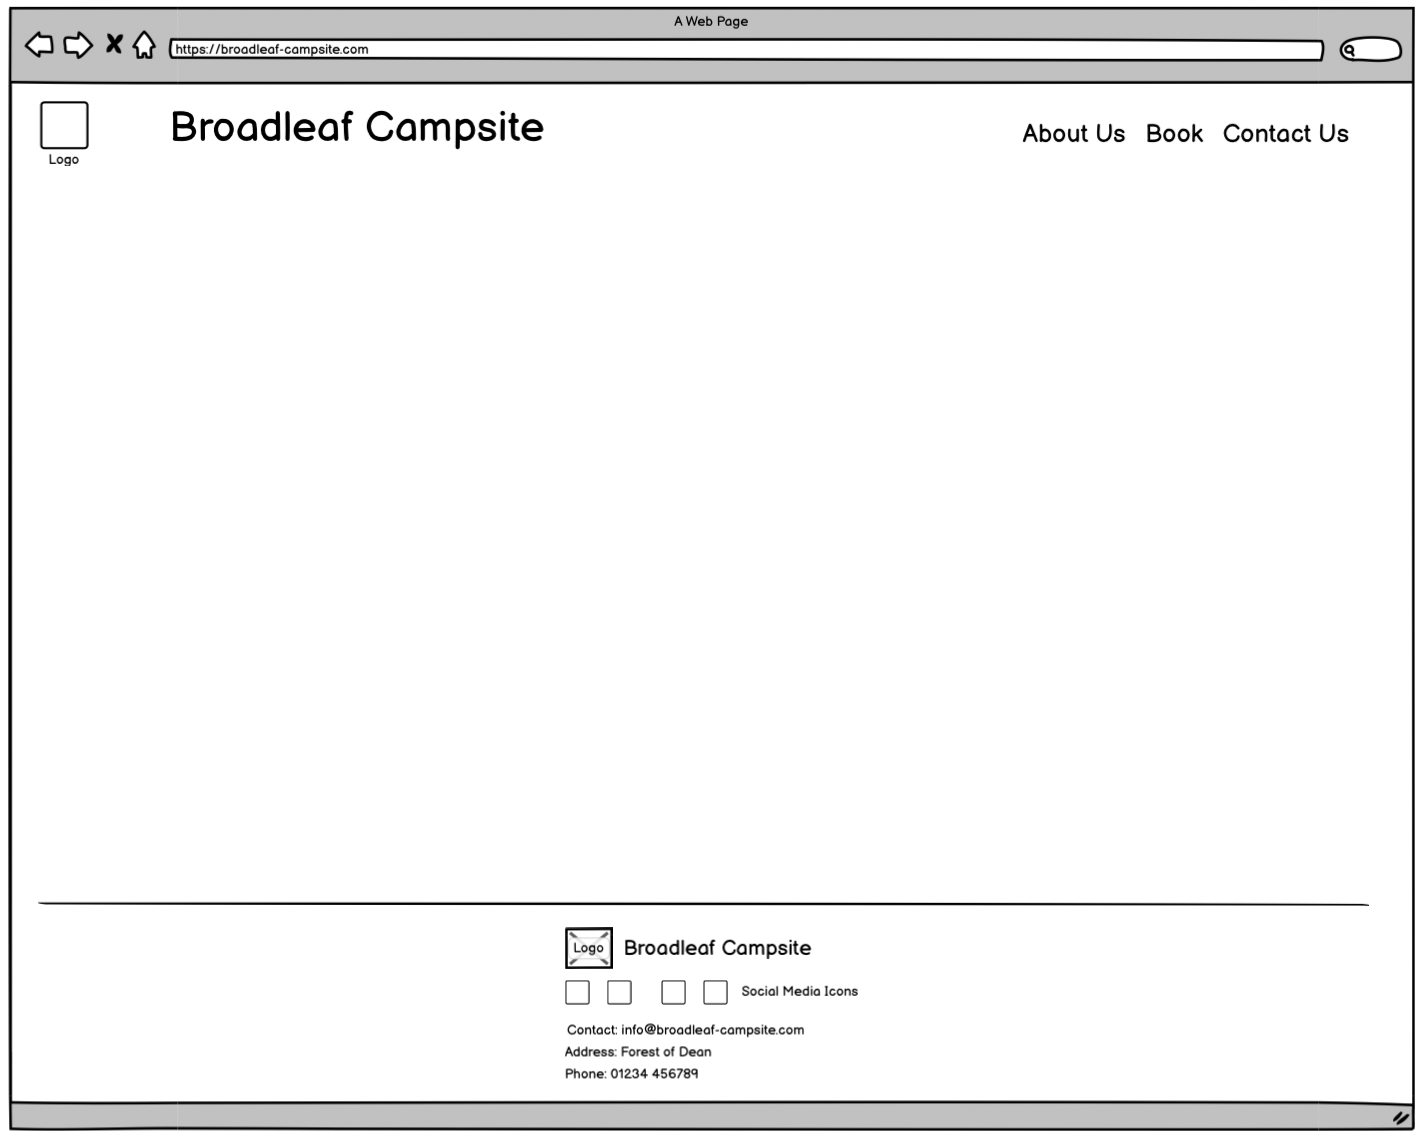 A Web Page
https://broadleaf-campsite.com
Logo
Broadleaf Campsite
About Us Book Contact Us
Logo
Broadleaf Campsite
Social Media Icons
Contact: info@broadleaf-campsite.com
Address: Forest of Dean
Phone: 01234 456789